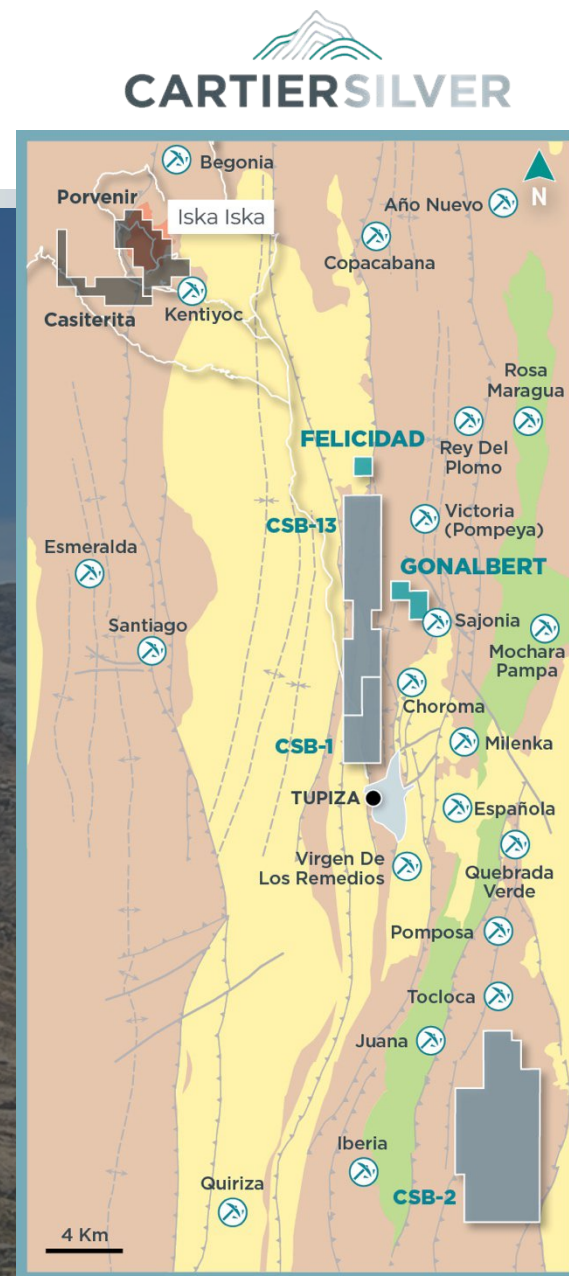 CARTIERSILVER
Begonia
Porvenir
Iska Iska
Año Nuevo
N
Copacabana
Casiterita
Kentiyoc
Rosa
Maragua
FELICIDAD
Rey Del
Plomo
CSB-13
Victoria
(Pompeya)
Esmeralda
GONALBERT
Santiago
Sajonia
Mochara
Pampa
Choroma
CSB-1
Milenka
TUPIZA
Española
Virgen De
Los Remedios
Quebrada
Verde
Pomposa
Tocloca
Juana
Iberia
Quiriza
CSB-2
4 Km